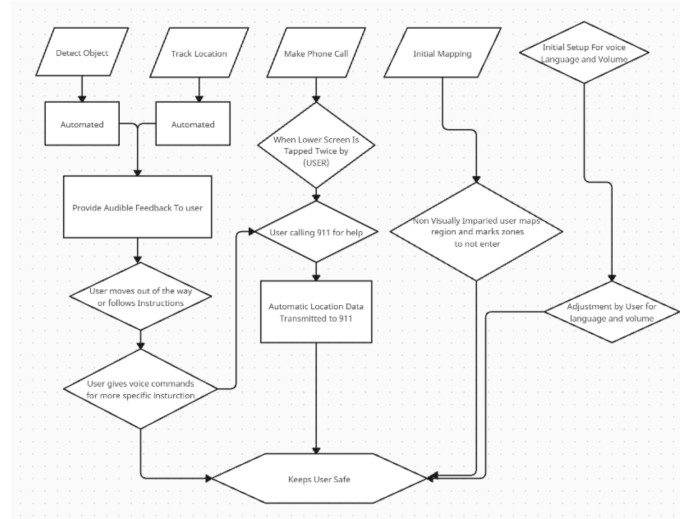 Detect Object
Track Location
Make Phone Call
Initial Mapping
Initial Setup For voice
Language and Volume
Automated
Automated
When Lower Screen Is
Tapped Twice by
(USER)
Provide Audible Feedback To user
User calling 911 for help
Non Visually Imparied user maps
region and marks zones
to not enter
User moves out of the way
or follows Instructions
Automatic Location Data
Transmitted to 911
Adjustment by User for
language and volume
User gives voice commands
for more specific insturction
Keeps User Safe